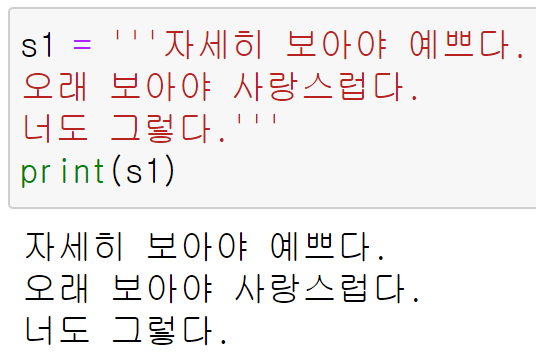 s1 = '''자세히 보아야 예쁘다.
오래 보아야 사랑스럽다.
너도 그렇다.'''
print(s1)
자세히 보아야 예쁘다.
오래 보아야 사랑스럽다.
너도 그렇다.